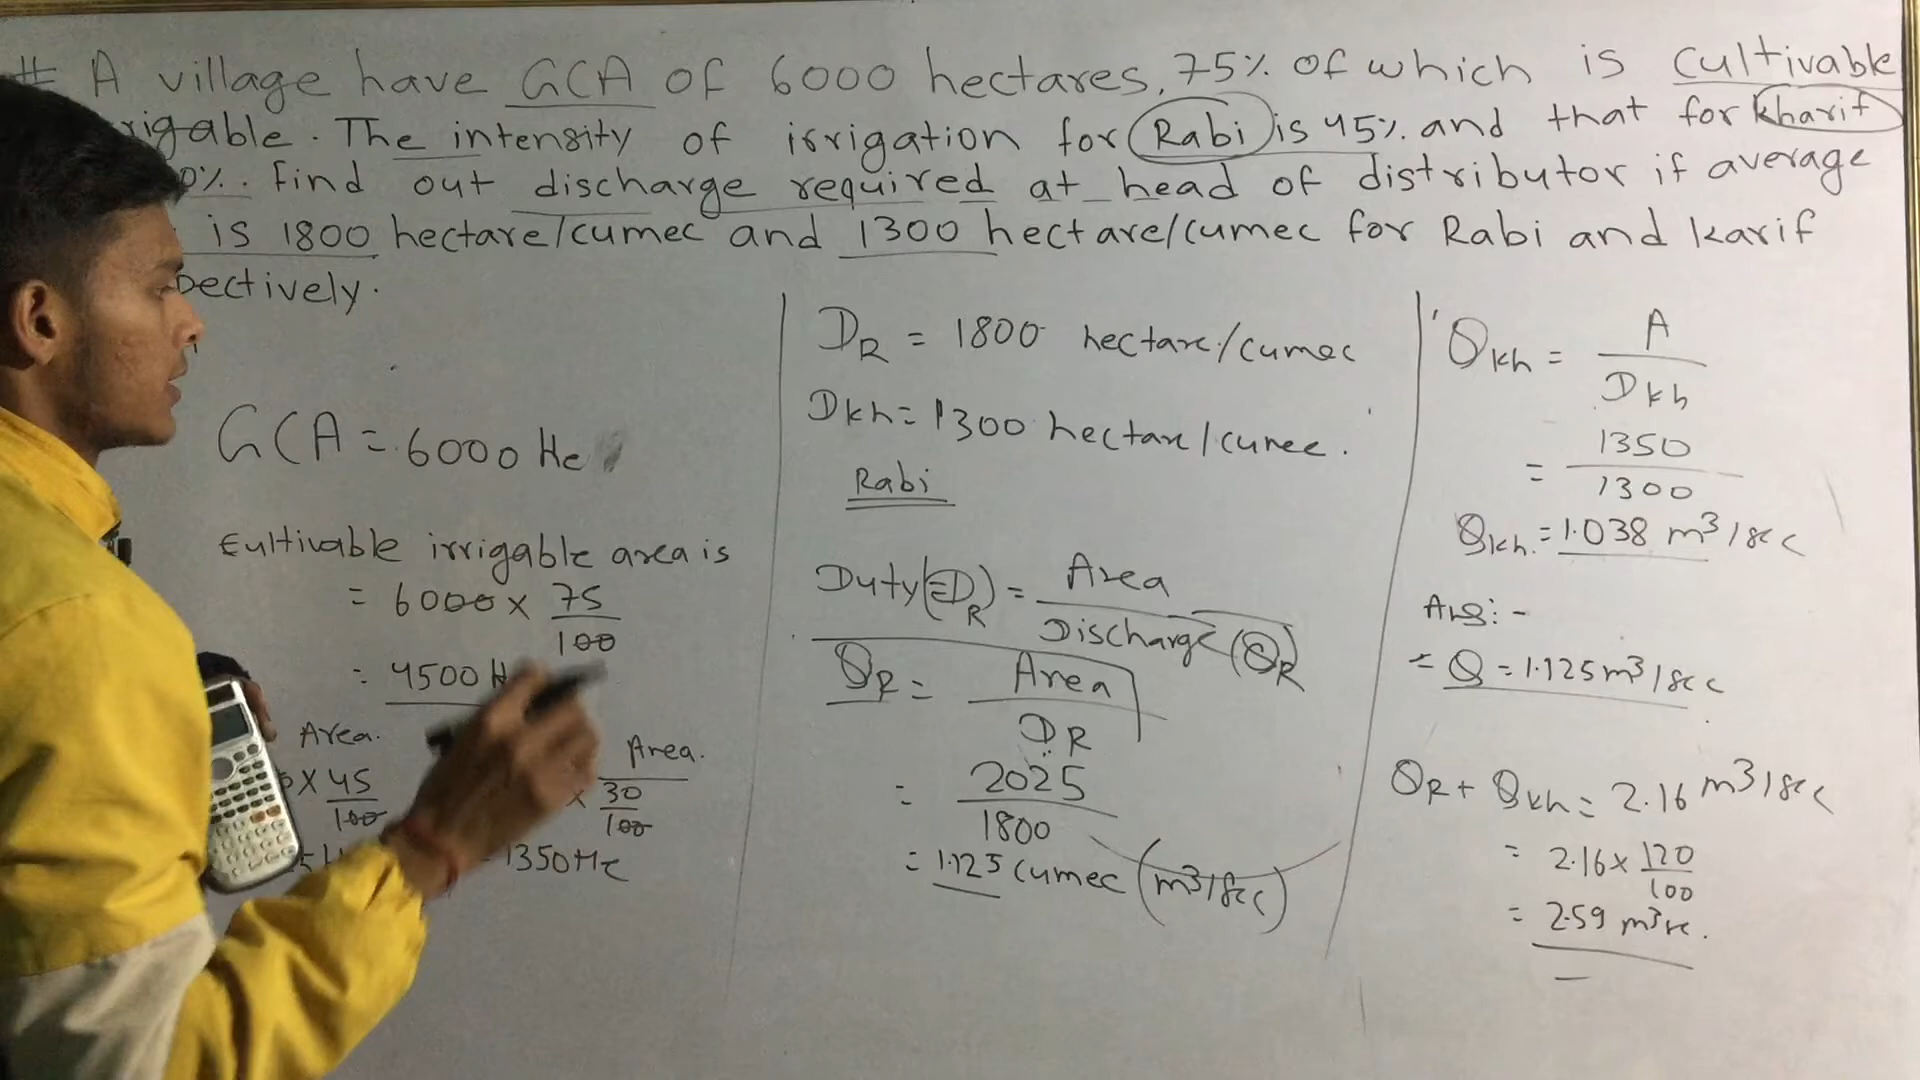 # A village have GCA of 6000 hectares, 75% of which is cultivable
rigable. The intensity of irrigation for Rabi is 45% and that for kharif
0%. Find out discharge required at head of distributor if average
is 1800 hectare/cumec and 1300 hectare/cumec for Rabi and karif
pectively.
GCA = 6000 He
Cultivable irrigable area is
= 6000 × 75/100
= 4500 H
Area.
× 45/100
Area.
× 30/100
= 1350 He
DR = 1800 hectare/cumec
Dkh = 1300 hectare/cumec.
Rabi
Duty(=DR) = Area/Discharge(QR)
QR = Area/DR
= 2025/1800
= 1.125 cumec (m3/sec)
Qkh = A/Dkh
= 1350/1300
Qkh = 1.038 m3/sec
Ans:-
= Q = 1.125 m3/sec
QR + Qkh = 2.16 m3/sec
= 2.16 × 120/100
= 2.59 m3/sc.